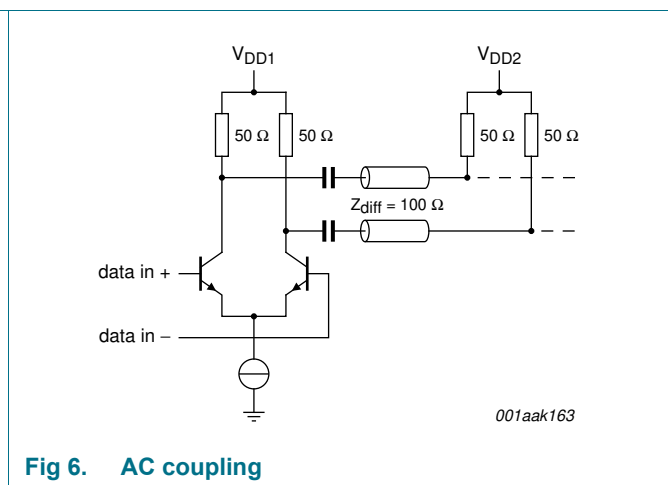 VDD1
VDD2
50 Ω
50 Ω
50 Ω
50 Ω
Zdiff = 100 Ω
data in +
data in −
001aak163
Fig 6. AC coupling